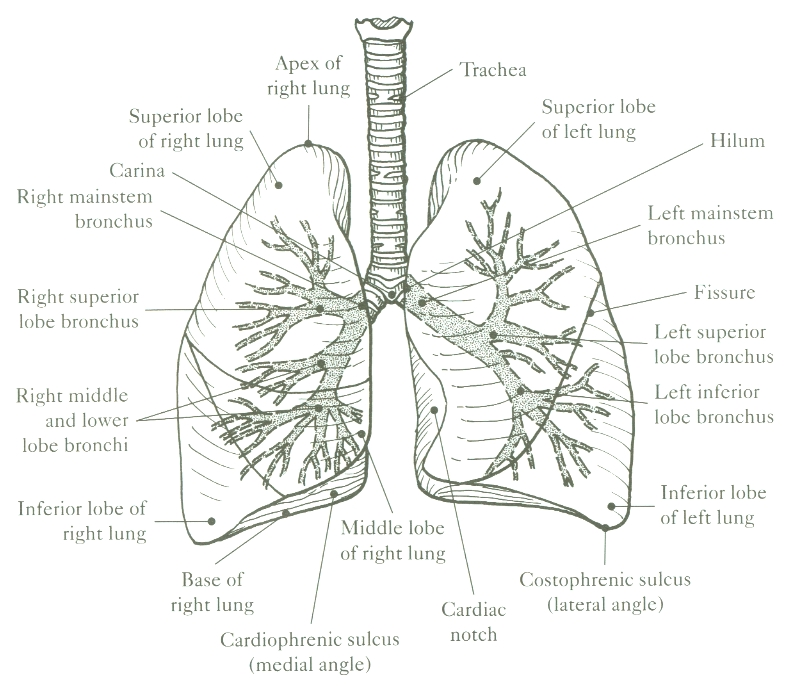 Apex of
right lung
Trachea
Superior lobe
of right lung
Superior lobe
of left lung
Hilum
Carina
Right mainstem
bronchus
Left mainstem
bronchus
Right superior
lobe bronchus
Fissure
Left superior
lobe bronchus
Right middle
and lower
lobe bronchi
Left inferior
lobe bronchus
Inferior lobe of
right lung
Middle lobe
of right lung
Inferior lobe
of left lung
Base of
right lung
Cardiac
notch
Costophrenic sulcus
(lateral angle)
Cardiophrenic sulcus
(medial angle)